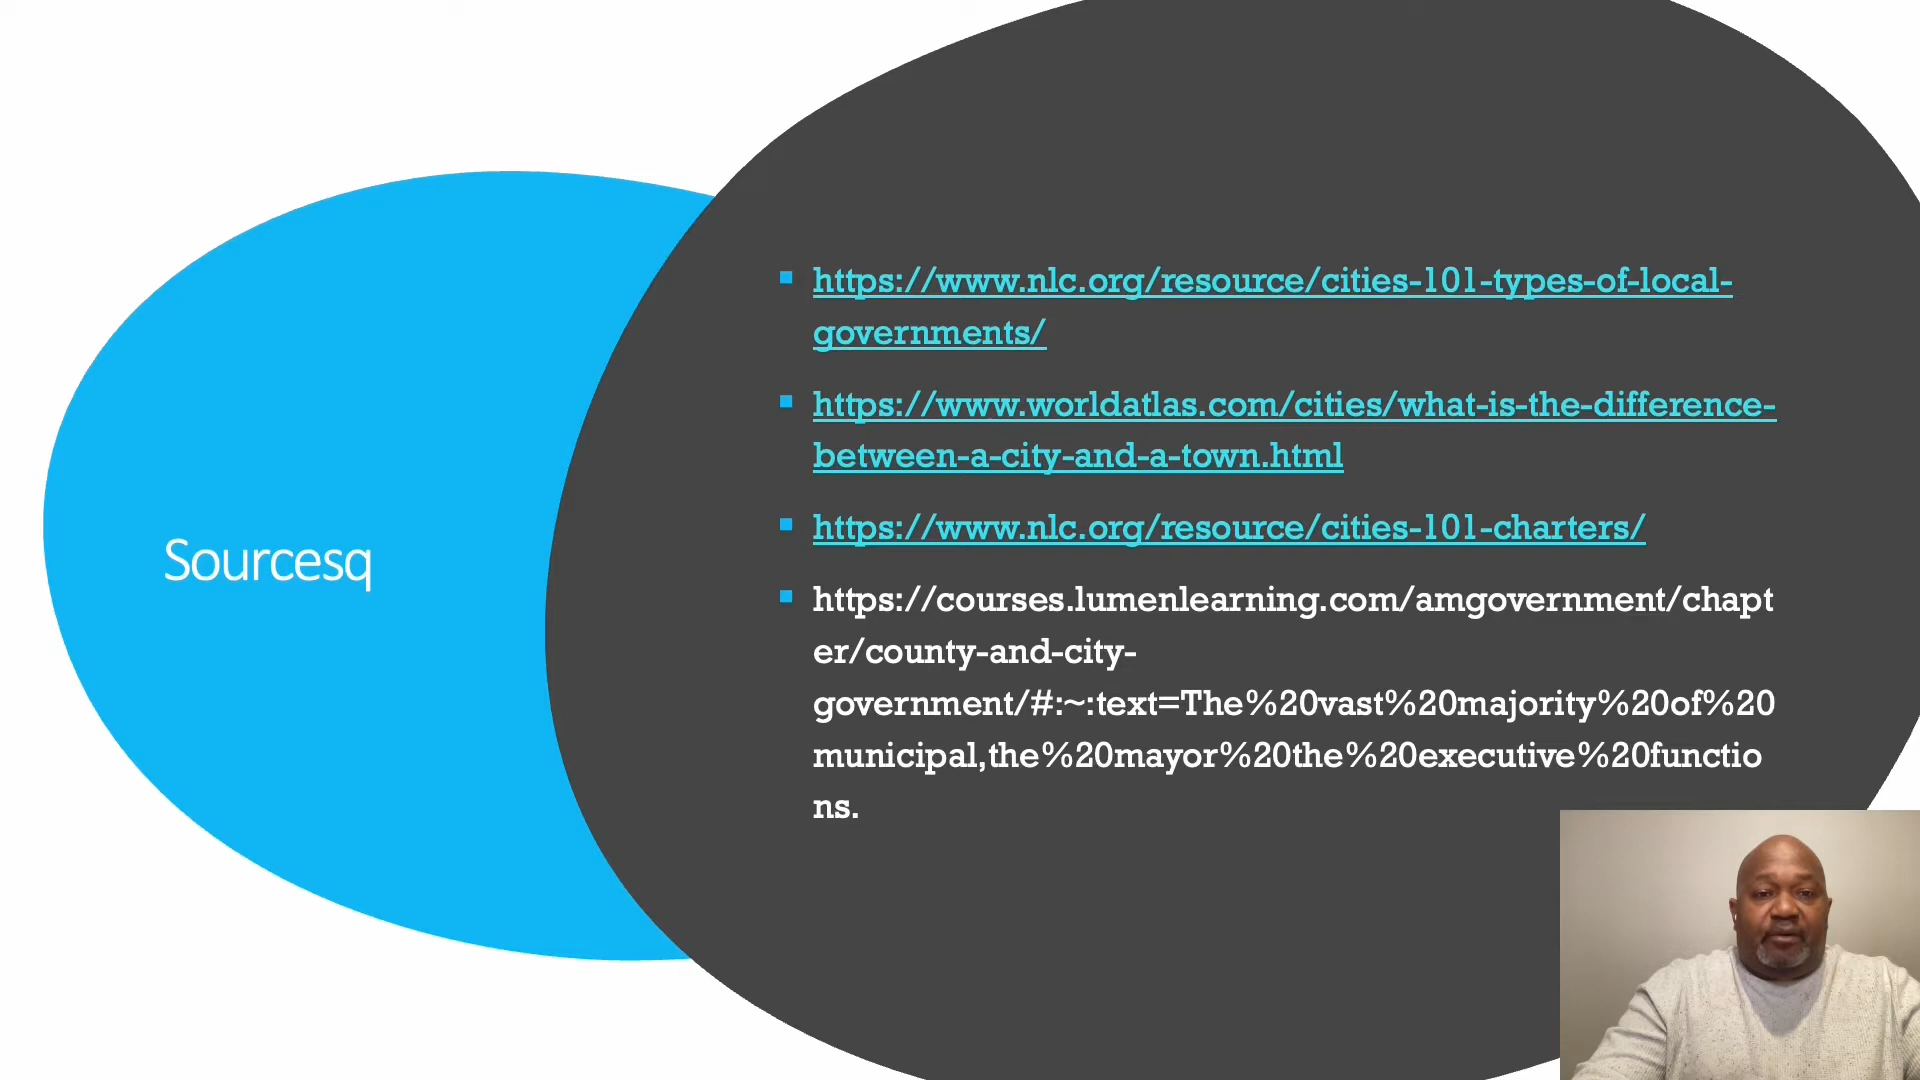 Sourcesq
https://www.nlc.org/resource/cities-101-types-of-local-
governments/
https://www.worldatlas.com/cities/what-is-the-difference-
between-a-city-and-a-town.html
https://www.nlc.org/resource/cities-101-charters/
https://courses.lumenlearning.com/amgovernment/chapt
er/county-and-city-
government/#:~:text=The%20vast%20majority%20of%20
municipal,the%20mayor%20the%20executive%20functio
ns.